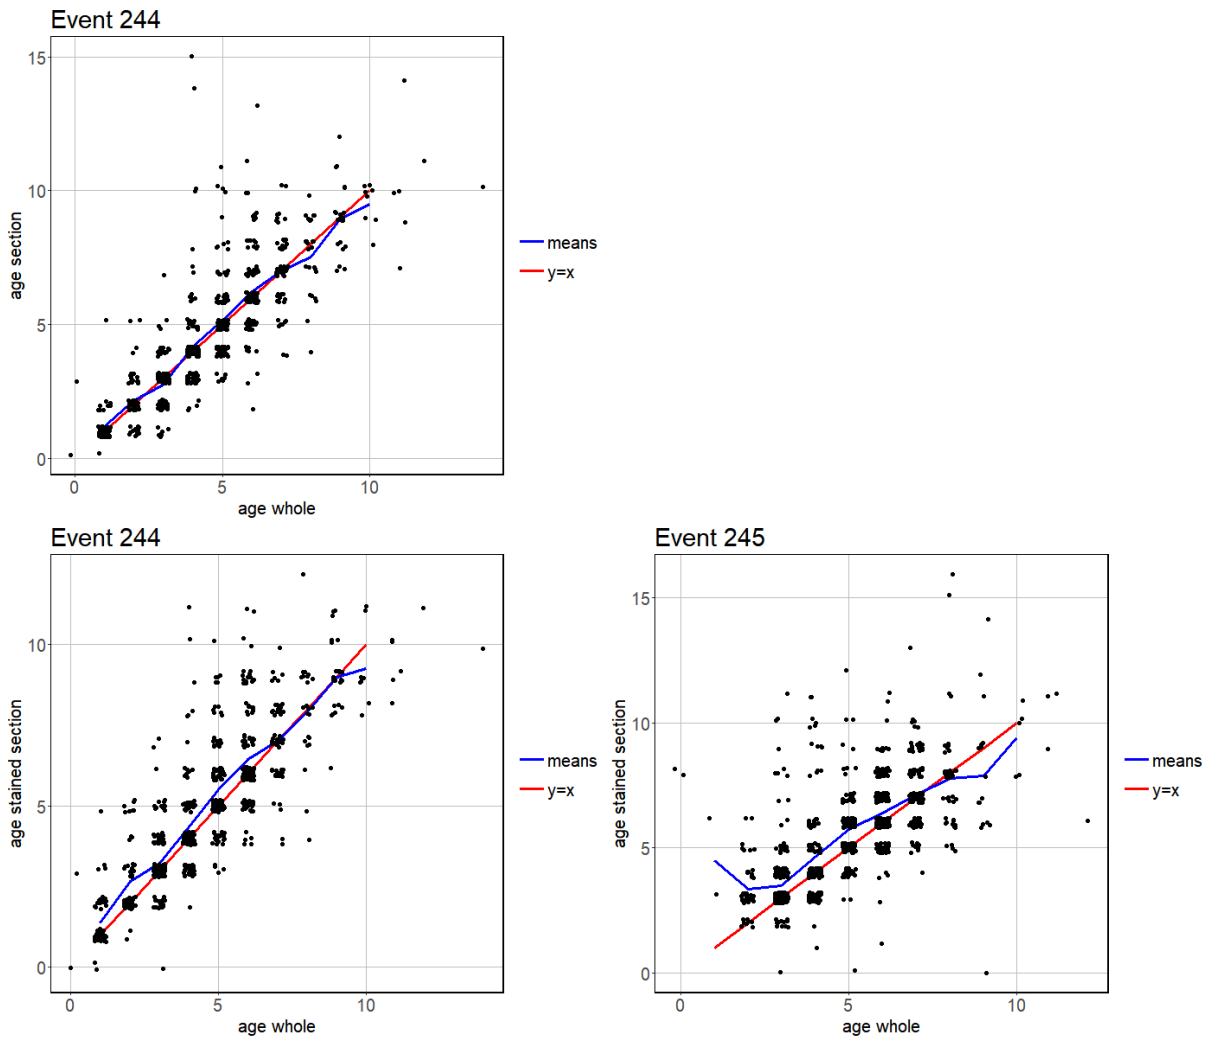 Event 244
15
10
5
0
age section
0 5 10
age whole
means
y=x
Event 244
10
5
0
age stained section
0 5 10
age whole
means
y=x
Event 245
15
10
5
0
age stained section
0 5 10
age whole
means
y=x